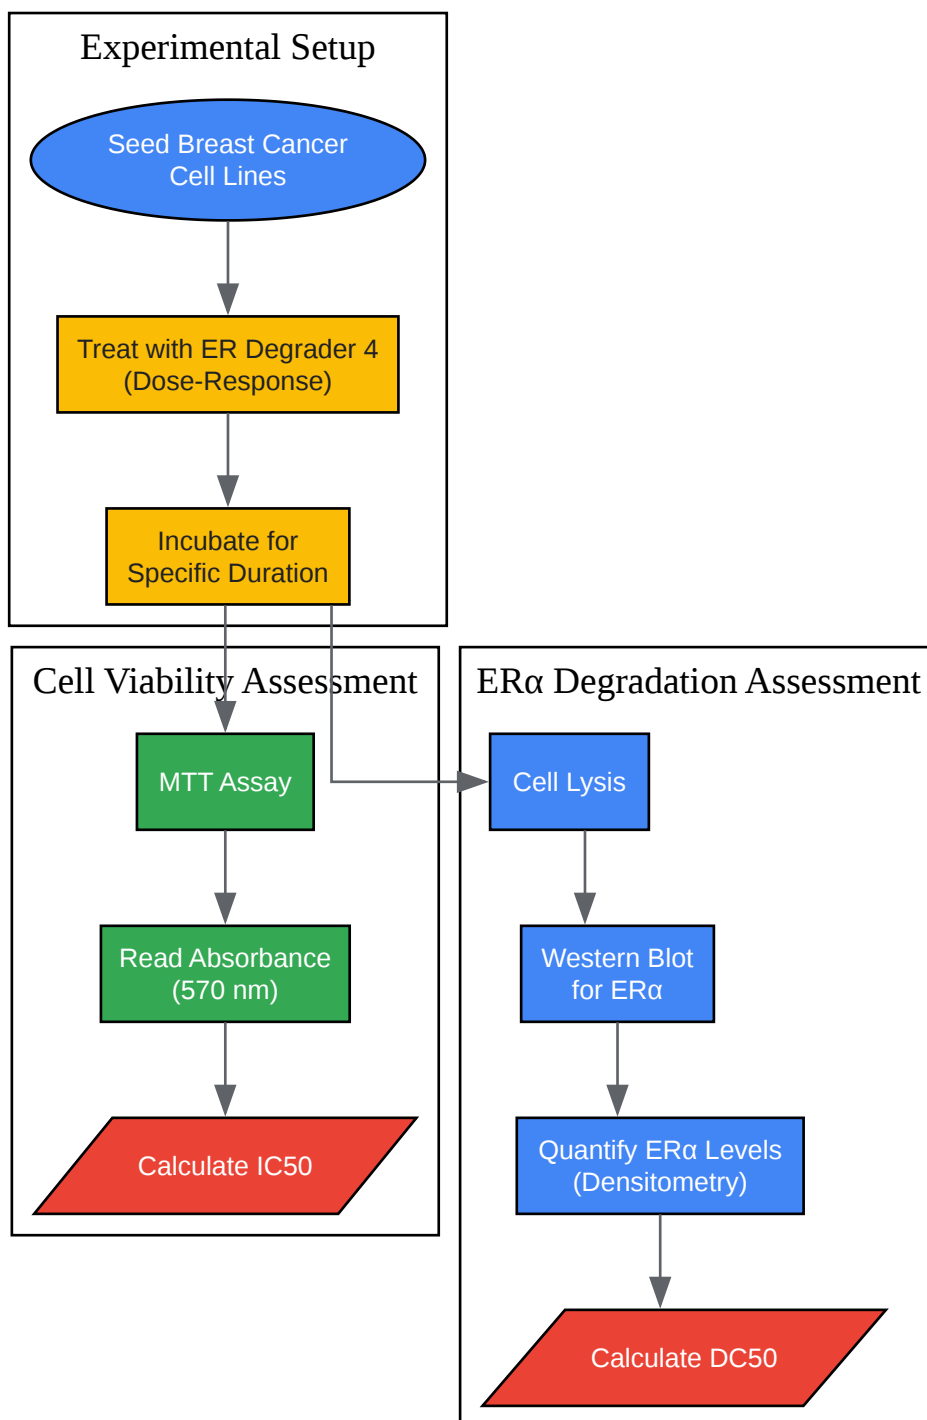 Experimental Setup
Seed Breast Cancer
Cell Lines
Treat with ER Degrader 4
(Dose-Response)
Incubate for
Specific Duration
Cell Viability Assessment
MTT Assay
Read Absorbance
(570 nm)
Calculate IC50
ERα Degradation Assessment
Cell Lysis
Western Blot
for ERα
Quantify ERα Levels
(Densitometry)
Calculate DC50